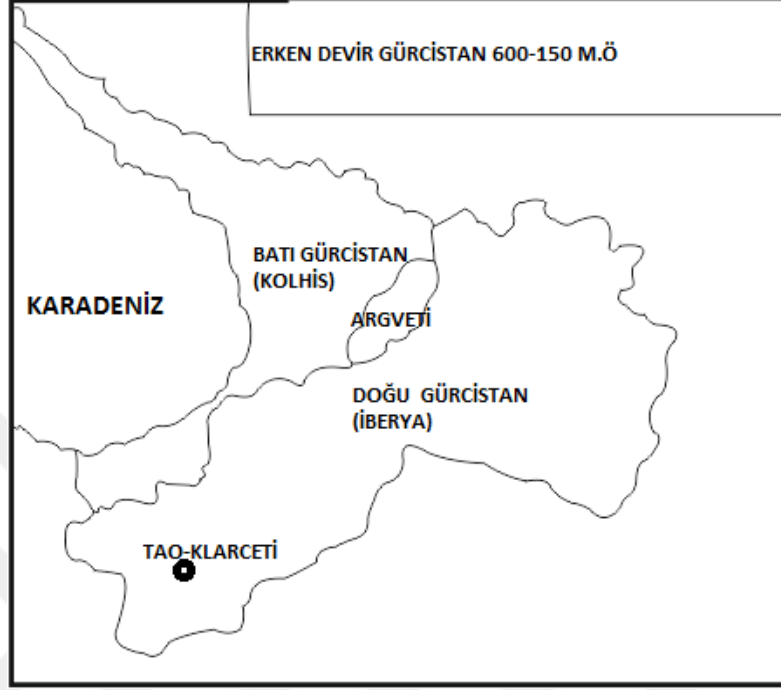 ERKEN DEVİR GÜRCİSTAN 600-150 M.Ö
BATI GÜRCİSTAN
(KOLHİS)
KARADENİZ
ARGVETİ
DOĞU GÜRCİSTAN
(İBERYA)
TAO-KLARCETİ